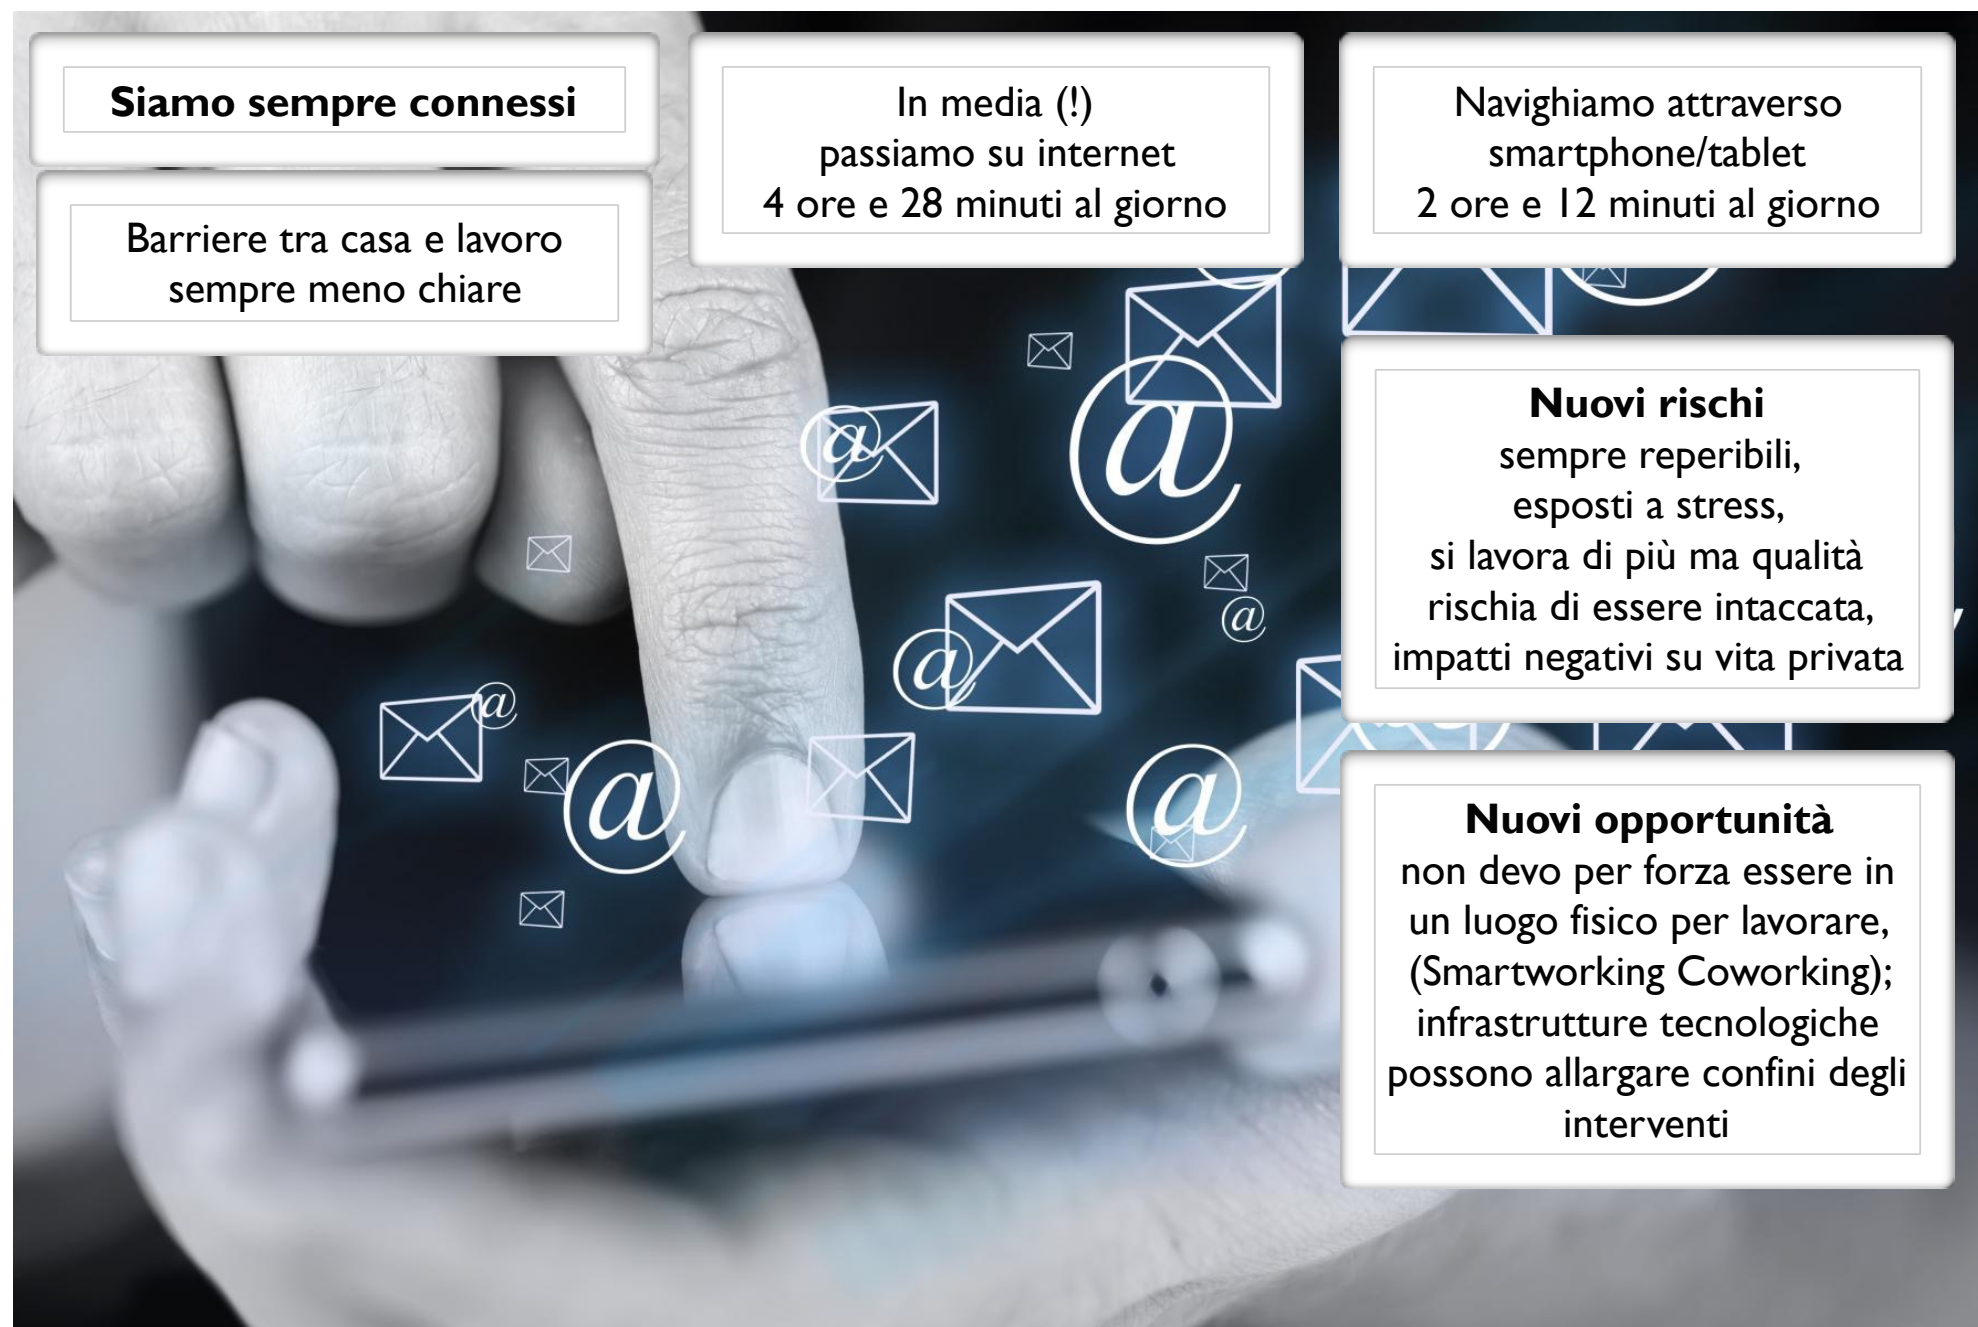 Siamo sempre connessi
Barriere tra casa e lavoro
sempre meno chiare
In media (!)
passiamo su internet
4 ore e 28 minuti al giorno
Navighiamo attraverso
smartphone/tablet
2 ore e 12 minuti al giorno
Nuovi rischi
sempre reperibili,
esposti a stress,
si lavora di più ma qualità
rischia di essere intaccata,
impatti negativi su vita privata
Nuovi opportunità
non devo per forza essere in
un luogo fisico per lavorare,
(Smartworking Coworking);
infrastrutture tecnologiche
possono allargare confini degli
interventi